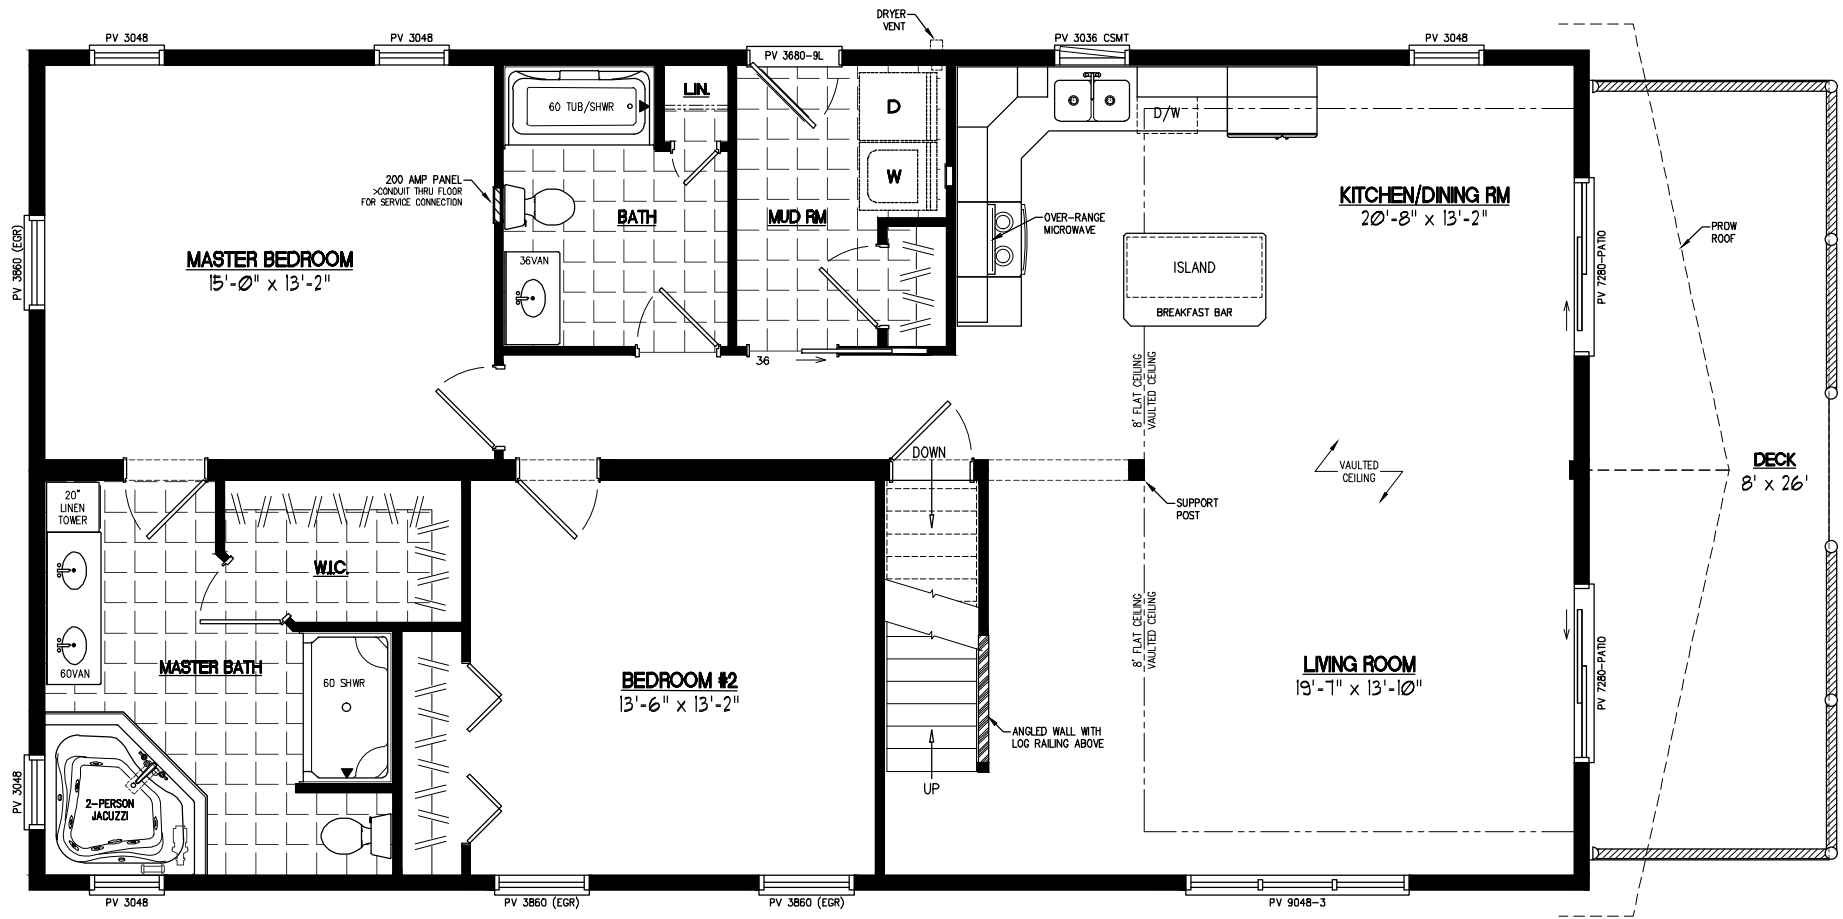 DRYER
VENT
PV 3048
PV 3048
PV 3680-9L
PV 3036 CSMT
PV 3048
60 TUB/SHWR
LIN.
D
W
D/W
200 AMP PANEL
>CONDUIT THRU FLOOR
FOR SERVICE CONNECTION
BATH
MUD RM
OVER-RANGE
MICROWAVE
KITCHEN/DINING RM
20'-8" x 13'-2"
PRDW
ROOF
PV 3860 (EGR)
MASTER BEDROOM
15'-0" x 13'-2"
36VAN
ISLAND
BREAKFAST BAR
PV 7280-PATIO
36
8' FLAT CEILING
VAULTED CEILING
DOWN
VAULTED
CEILING
DECK
8' x 26'
20"
LINEN
TOWER
SUPPORT
POST
W.I.C.
8' FLAT CEILING
VAULTED CEILING
MASTER BATH
60VAN
60 SHWR
BEDROOM #2
13'-6" x 13'-2"
LIVING ROOM
19'-7" x 13'-10"
PV 7280-PATIO
ANGLED WALL WITH
LOG RAILING ABOVE
UP
PV 3048
2-PERSON
JACUZZI
PV 3048
PV 3860 (EGR)
PV 3860 (EGR)
PV 9048-3